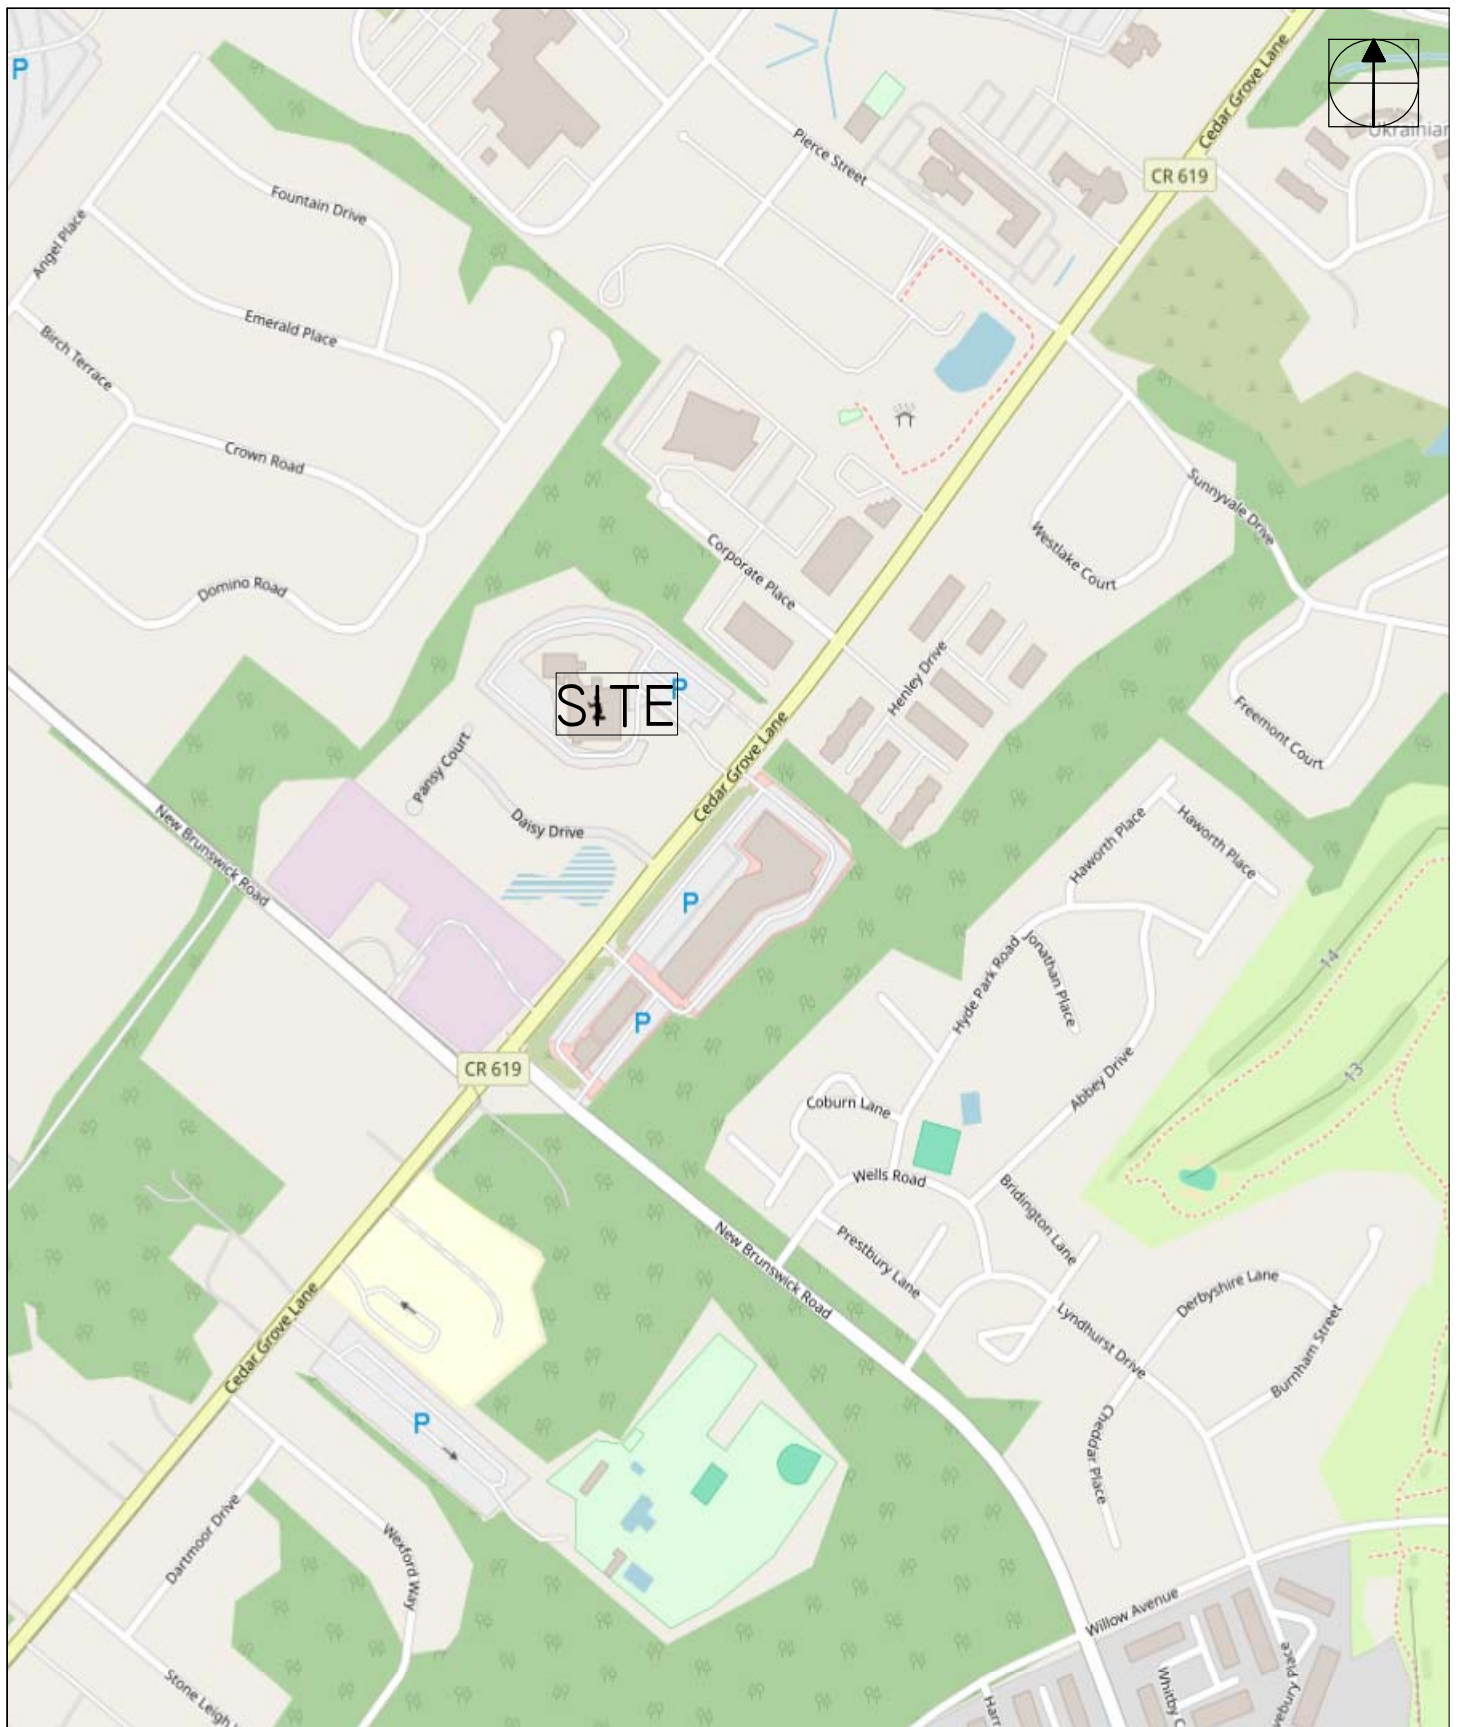 P
Cedar Grove Lane
Ukrainian
Pierce Street
CR 619
Fountain Drive
Angel Place
Emerald Place
Birch Terrace
Crown Road
Sunnyvale Drive
Westlake Court
Corporate Place
Domino Road
Henley Drive
P
SITE
Freemont Court
Cedar Grove Lane
Pansy Court
Daisy Drive
New Brunswick Road
Haworth Place
Haworth Place
P
14
Hyde Park Road
Jonathan Place
P
CR 619
13
Abbey Drive
Coburn Lane
Wells Road
Bridington Lane
Prestbury Lane
New Brunswick Road
Derbyshire Lane
Lyndhurst Drive
Burnham Street
Cedar Grove Lane
P
Cheddar Place
Dartmoor Drive
Wexford Way
Willow Avenue
Stone Leigh
Harr
Whitby C
vebury Place